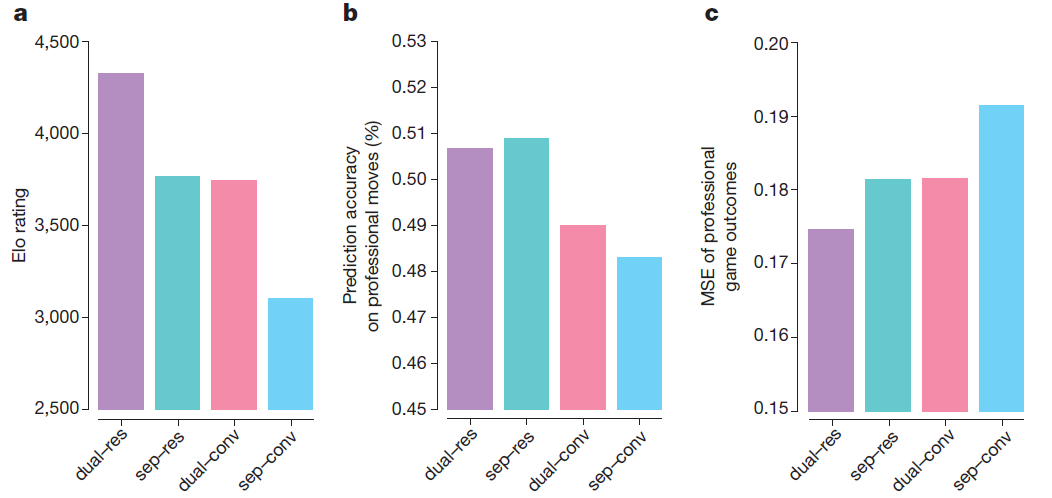 a
Elo rating
4,500
4,000
3,500
3,000
2,500
dual–res
sep–res
dual–conv
sep–conv
b
Prediction accuracy
on professional moves (%)
0.53
0.52
0.51
0.50
0.49
0.48
0.47
0.46
0.45
dual–res
sep–res
dual–conv
sep–conv
c
MSE of professional
game outcomes
0.20
0.19
0.18
0.17
0.16
0.15
dual–res
sep–res
dual–conv
sep–conv